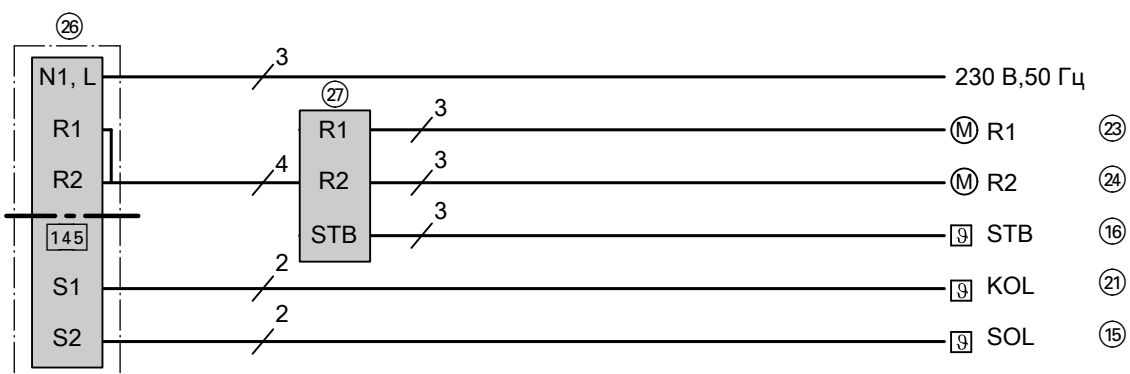 26
N1, L
3
230 В,50 Гц
27
R1
R1
3
M R1
23
R2
4
R2
3
M R2
24
145
STB
3
ϑ STB
16
S1
2
ϑ KOL
21
S2
2
ϑ SOL
15